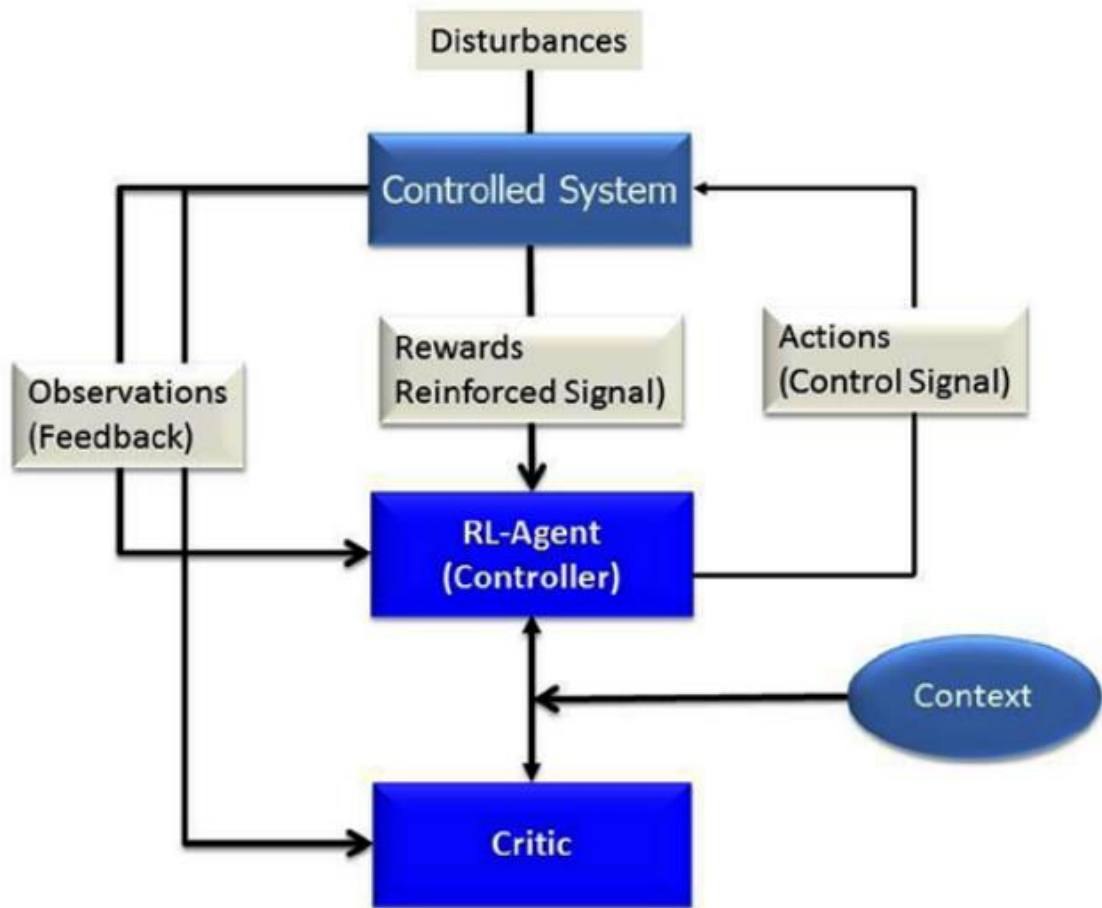 Disturbances
Controlled System
Rewards
Reinforced Signal)
Actions
(Control Signal)
Observations
(Feedback)
RL-Agent
(Controller)
Context
Critic